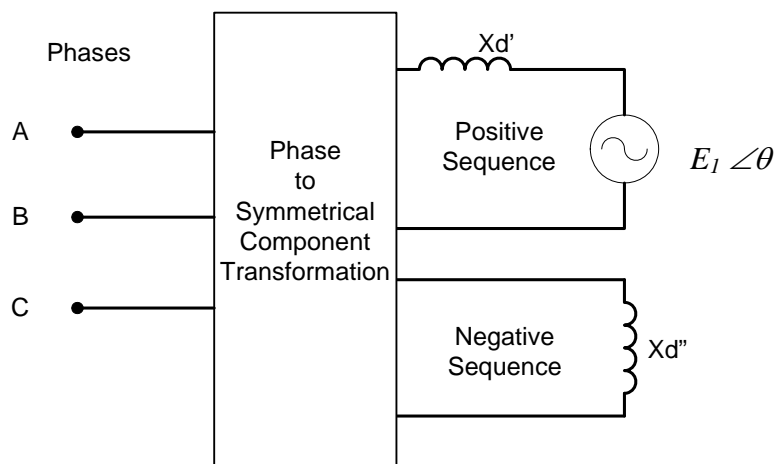 Phases
A
B
C
Phase
to
Symmetrical
Component
Transformation
Xd’
Positive
Sequence
E1 ∠θ
Negative
Sequence
Xd”